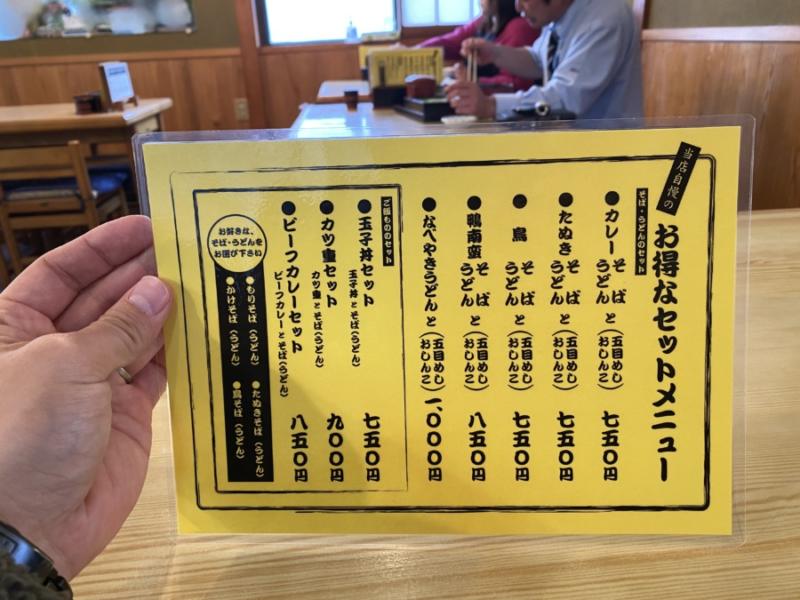 当店自慢の
お得なセットメニュー
そば・うどんのセット
●カレー そば うどん と (五目めし おしんこ) 七五〇円
●たぬき そば うどん と (五目めし おしんこ) 七五〇円
●鳥 そば うどん と (五目めし おしんこ) 七五〇円
●鴨南蛮 そば うどん と (五目めし おしんこ) 八五〇円
●なべやきうどん と (五目めし おしんこ) 一、〇〇〇円
ご飯もののセット
●玉子丼セット 玉子丼とそば(うどん) 七五〇円
●カツ重セット カツ重とそば(うどん) 九〇〇円
●ビーフカレーセット ビーフカレーとそば(うどん) 八五〇円
お好きな、
そば・うどんを
お選び下さい
●もりそば(うどん) ●たぬきそば(うどん)
●かけそば(うどん) ●鳥そば(うどん)